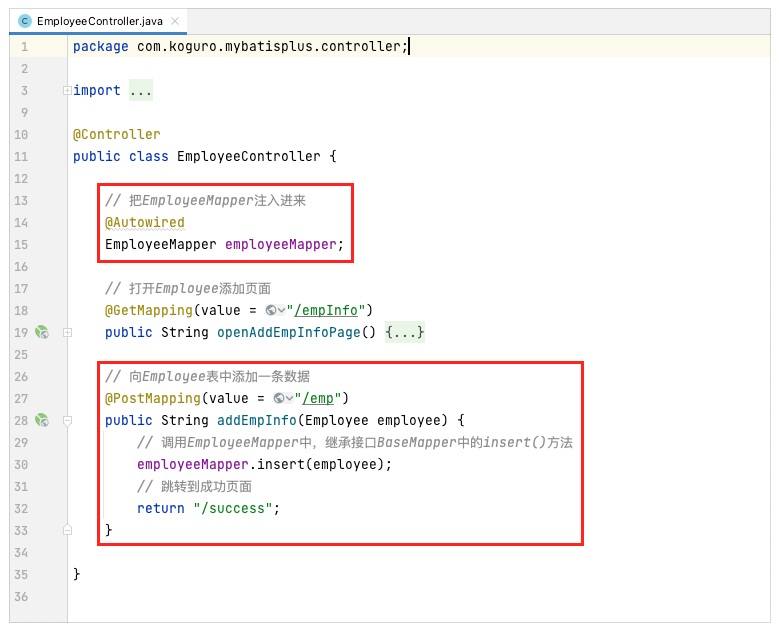 EmployeeController.java
1 package com.koguro.mybatisplus.controller;
2
3 import ...
9
10 @Controller
11 public class EmployeeController {
12
13 // 把EmployeeMapper注入进来
14 @Autowired
15 EmployeeMapper employeeMapper;
16
17 // 打开Employee添加页面
18 @GetMapping(value = "/empInfo")
19 public String openAddEmpInfoPage() {...}
25
26 // 向Employee表中添加一条数据
27 @PostMapping(value = "/emp")
28 public String addEmpInfo(Employee employee) {
29 // 调用EmployeeMapper中，继承接口BaseMapper中的insert()方法
30 employeeMapper.insert(employee);
31 // 跳转到成功页面
32 return "/success";
33 }
34
35 }
36